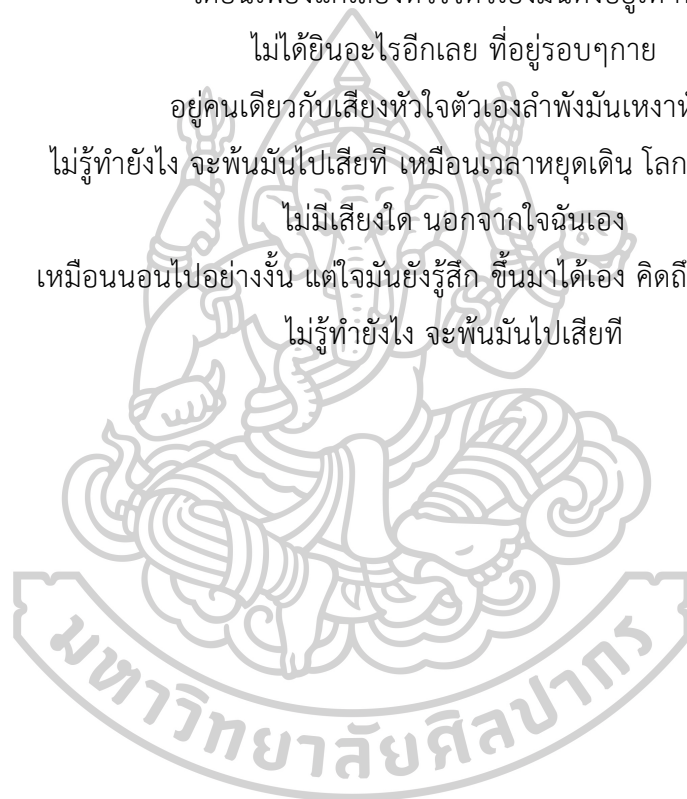 ไม่ได้ยินอะไรอีกเลย ที่อยู่รอบๆกาย
อยู่คนเดียวกับเสียงหัวใจตัวเองลำพังมันเหงา
ไม่รู้ทำยังไง จะพ้นมันไปเสียที เหมือนเวลาหยุดเดิน โลก
ไม่มีเสียงใด นอกจากใจฉันเอง
เหมือนนอนไปอย่างงั้น แต่ใจมันยังรู้สึก ขึ้นมาได้เอง คิดถึ
ไม่รู้ทำยังไง จะพ้นมันไปเสียที
มหาวิทยาลัยศิลปากร